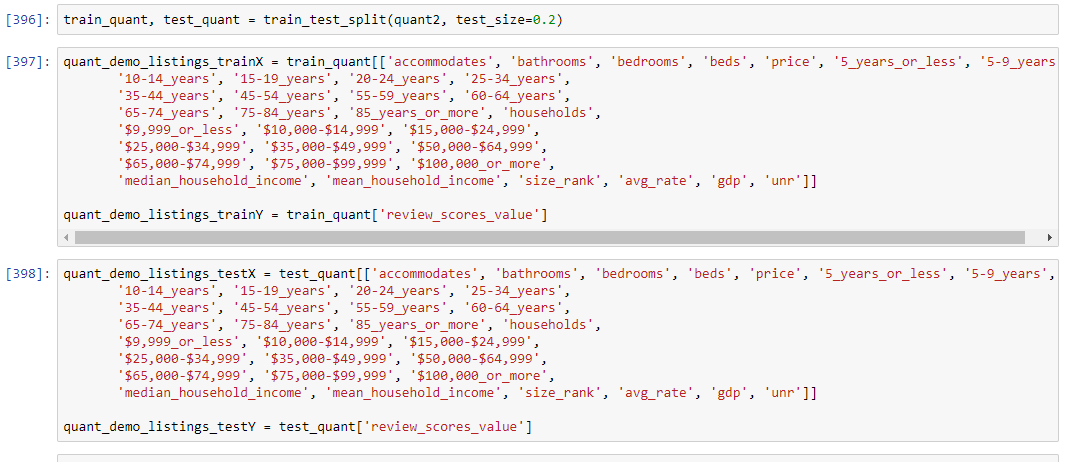 [396]: train_quant, test_quant = train_test_split(quant2, test_size=0.2)
[397]: quant_demo_listings_trainX = train_quant[['accommodates', 'bathrooms', 'bedrooms', 'beds', 'price', '5_years_or_less', '5-9_years
'10-14_years', '15-19_years', '20-24_years', '25-34_years',
'35-44_years', '45-54_years', '55-59_years', '60-64_years',
'65-74_years', '75-84_years', '85_years_or_more', 'households',
'$9,999_or_less', '$10,000-$14,999', '$15,000-$24,999',
'$25,000-$34,999', '$35,000-$49,999', '$50,000-$64,999',
'$65,000-$74,999', '$75,000-$99,999', '$100,000_or_more',
'median_household_income', 'mean_household_income', 'size_rank', 'avg_rate', 'gdp', 'unr']]
quant_demo_listings_trainY = train_quant['review_scores_value']
[398]: quant_demo_listings_testX = test_quant[['accommodates', 'bathrooms', 'bedrooms', 'beds', 'price', '5_years_or_less', '5-9_years',
'10-14_years', '15-19_years', '20-24_years', '25-34_years',
'35-44_years', '45-54_years', '55-59_years', '60-64_years',
'65-74_years', '75-84_years', '85_years_or_more', 'households',
'$9,999_or_less', '$10,000-$14,999', '$15,000-$24,999',
'$25,000-$34,999', '$35,000-$49,999', '$50,000-$64,999',
'$65,000-$74,999', '$75,000-$99,999', '$100,000_or_more',
'median_household_income', 'mean_household_income', 'size_rank', 'avg_rate', 'gdp', 'unr']]
quant_demo_listings_testY = test_quant['review_scores_value']